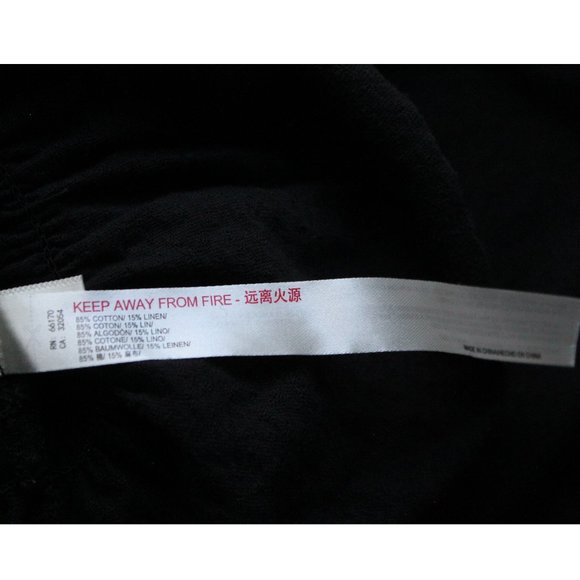 RN 66170
CA 32054
KEEP AWAY FROM FIRE - 远离火源
85% COTTON/ 15% LINEN/
85% COTON/ 15% LIN/
85% ALGODÓN/ 15% LINO/
85% COTONE/ 15% LINO/
85% BAUMWOLLE/ 15% LEINEN/
85% 棉/ 15% 麻布/
MADE IN CHINA/HECHO EN CHINA